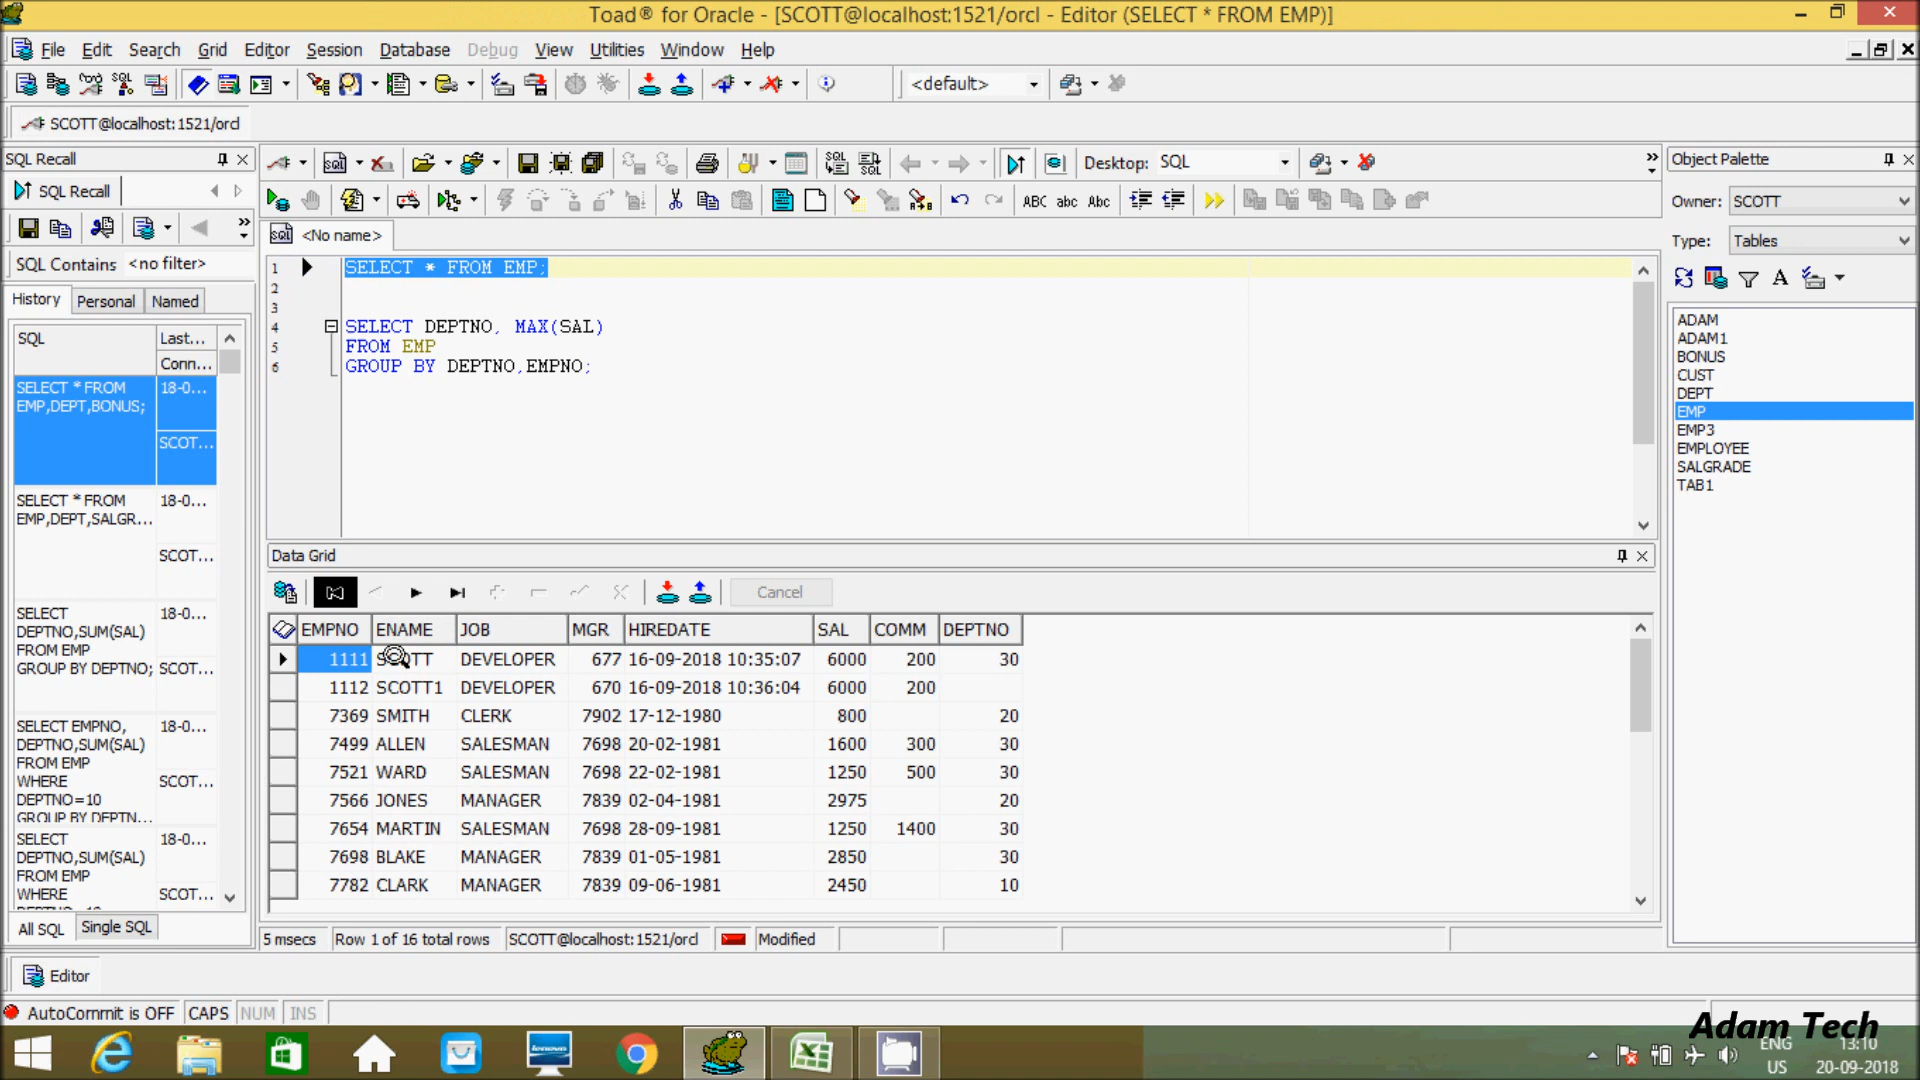 Toad® for Oracle - [SCOTT@localhost:1521/orcl - Editor (SELECT * FROM EMP)]
File Edit Search Grid Editor Session Database Debug View Utilities Window Help
<default>
SCOTT@localhost:1521/orcl
SQL Recall
Desktop: SQL
Object Palette
SQL Recall
ABC abc Abc
Owner: SCOTT
SQL Contains <no filter>
<No name>
Type: Tables
History Personal Named
SQL Last...
Conn...
SELECT * FROM EMP,DEPT,BONUS;
18-0...
SCOT...
SELECT * FROM EMP,DEPT,SALGR...
18-0...
SCOT...
SELECT
DEPTNO,SUM(SAL)
FROM EMP
GROUP BY DEPTNO;
18-0...
SCOT...
SELECT EMPNO,
DEPTNO,SUM(SAL)
FROM EMP
WHERE
DEPTNO=10
GROUP BY DEPTN...
18-0...
SCOT...
SELECT
DEPTNO,SUM(SAL)
FROM EMP
WHERE
18-0...
SCOT...
All SQL Single SQL
1 SELECT * FROM EMP;
2
3
4 SELECT DEPTNO, MAX(SAL)
5 FROM EMP
6 GROUP BY DEPTNO,EMPNO;
ADAM
ADAM1
BONUS
CUST
DEPT
EMP
EMP3
EMPLOYEE
SALGRADE
TAB1
Data Grid
Cancel
EMPNO ENAME JOB MGR HIREDATE SAL COMM DEPTNO
1111 SCOTT DEVELOPER 677 16-09-2018 10:35:07 6000 200 30
1112 SCOTT1 DEVELOPER 670 16-09-2018 10:36:04 6000 200
7369 SMITH CLERK 7902 17-12-1980 800 20
7499 ALLEN SALESMAN 7698 20-02-1981 1600 300 30
7521 WARD SALESMAN 7698 22-02-1981 1250 500 30
7566 JONES MANAGER 7839 02-04-1981 2975 20
7654 MARTIN SALESMAN 7698 28-09-1981 1250 1400 30
7698 BLAKE MANAGER 7839 01-05-1981 2850 30
7782 CLARK MANAGER 7839 09-06-1981 2450 10
5 msecs Row 1 of 16 total rows SCOTT@localhost:1521/orcl Modified
Editor
AutoCommit is OFF CAPS NUM INS
Adam Tech
ENG 13:10
US 20-09-2018